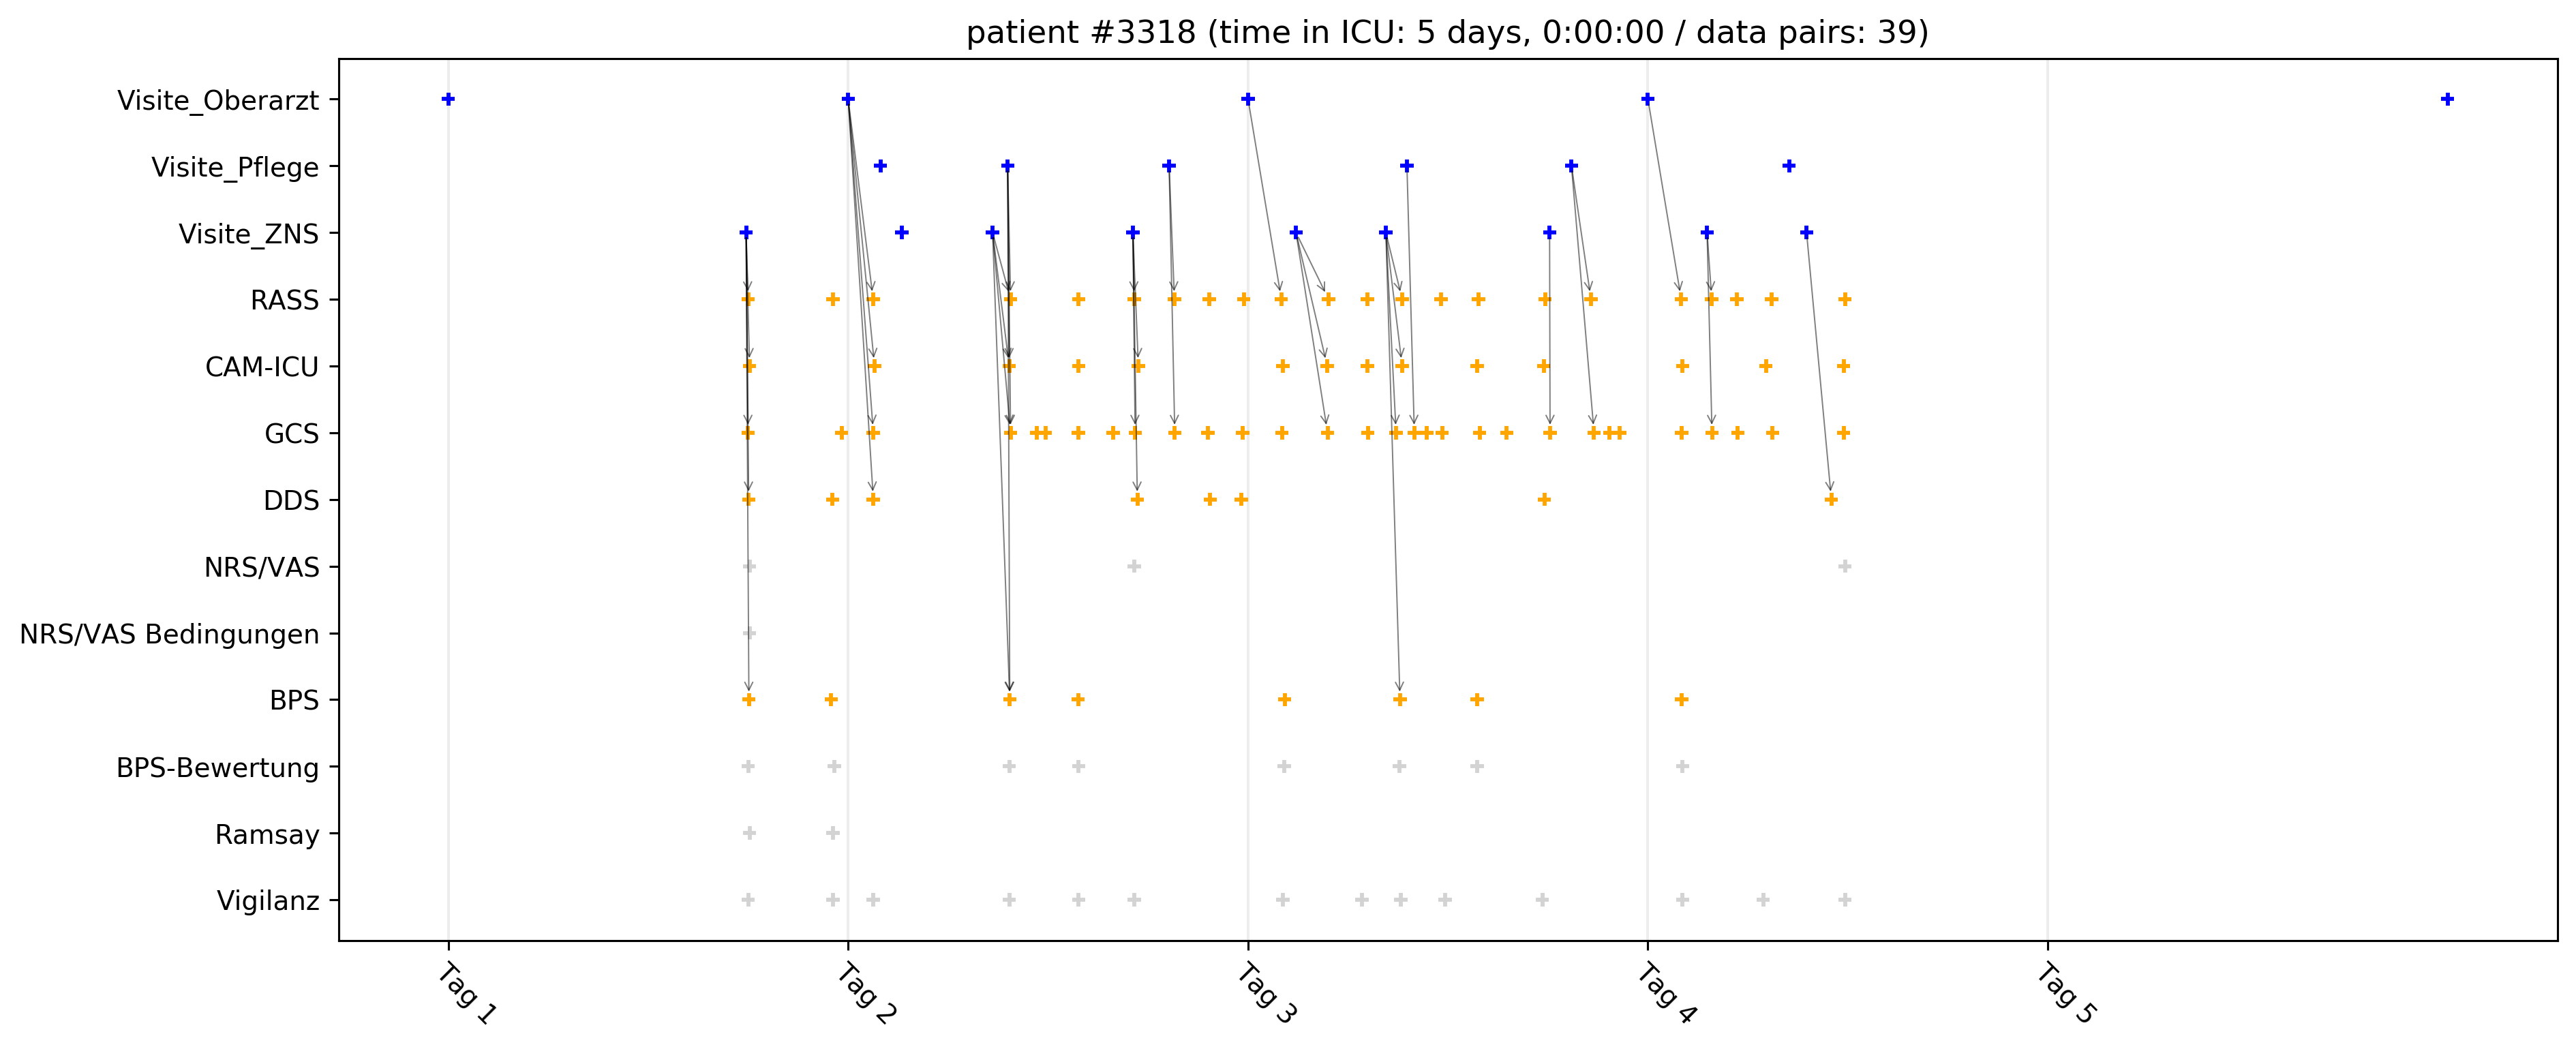 patient #3318 (time in ICU: 5 days, 0:00:00 / data pairs: 39)
Visite_Oberarzt
Visite_Pflege
Visite_ZNS
RASS
CAM-ICU
GCS
DDS
NRS/VAS
NRS/VAS Bedingungen
BPS
BPS-Bewertung
Ramsay
Vigilanz
Tag 1
Tag 2
Tag 3
Tag 4
Tag 5